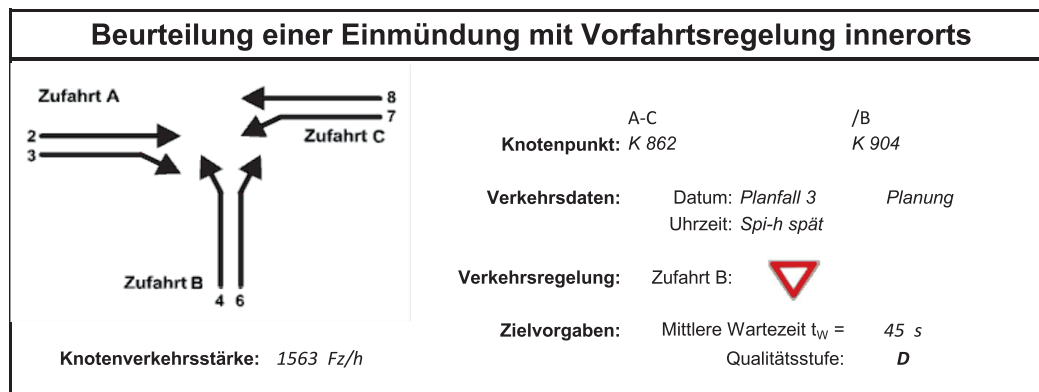 Beurteilung einer Einmündung mit Vorfahrtsregelung innerorts
Zufahrt A
8
7
2
Zufahrt C
3
Zufahrt B
4 6
Knotenverkehrsstärke: 1563 Fz/h
A-C /B
Knotenpunkt: K 862 K 904
Verkehrsdaten: Datum: Planfall 3 Planung
Uhrzeit: Spi-h spät
Verkehrsregelung: Zufahrt B:
Zielvorgaben: Mittlere Wartezeit tW = 45 s
Qualitätsstufe: D